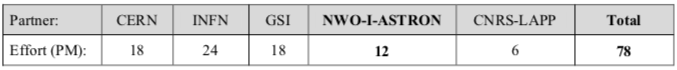 Partner: CERN INFN GSI NWO-I-ASTRON CNRS-LAPP Total
Effort (PM): 18 24 18 12 6 78